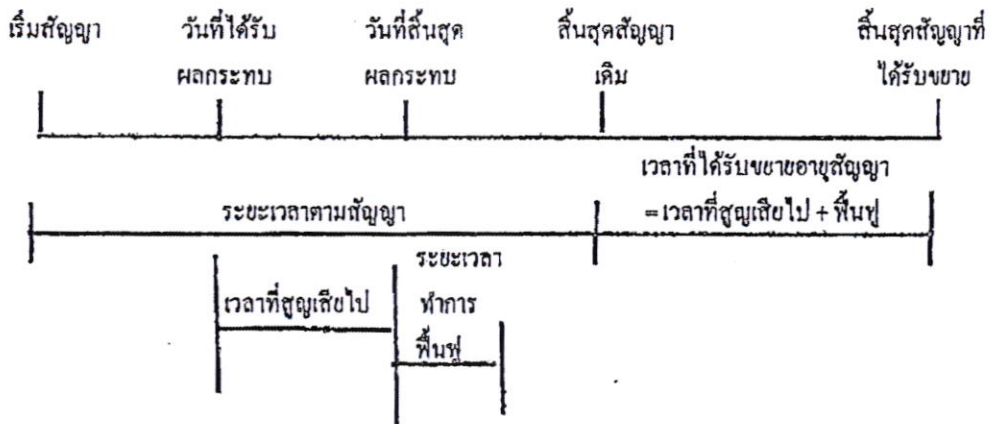 เริ่มสัญญา วันที่ได้รับ วันที่สิ้นสุด สิ้นสุดสัญญา สิ้นสุดสัญญาที่
ผลกระทบ ผลกระทบ เดิม ได้รับขยาย
เวลาที่ได้รับขยายอายุสัญญา
ระยะเวลาตามสัญญา =เวลาที่สูญเสียไป + ฟื้นฟู
ระยะเวลา
เวลาที่สูญเสียไป ทำการ
ฟื้นฟู